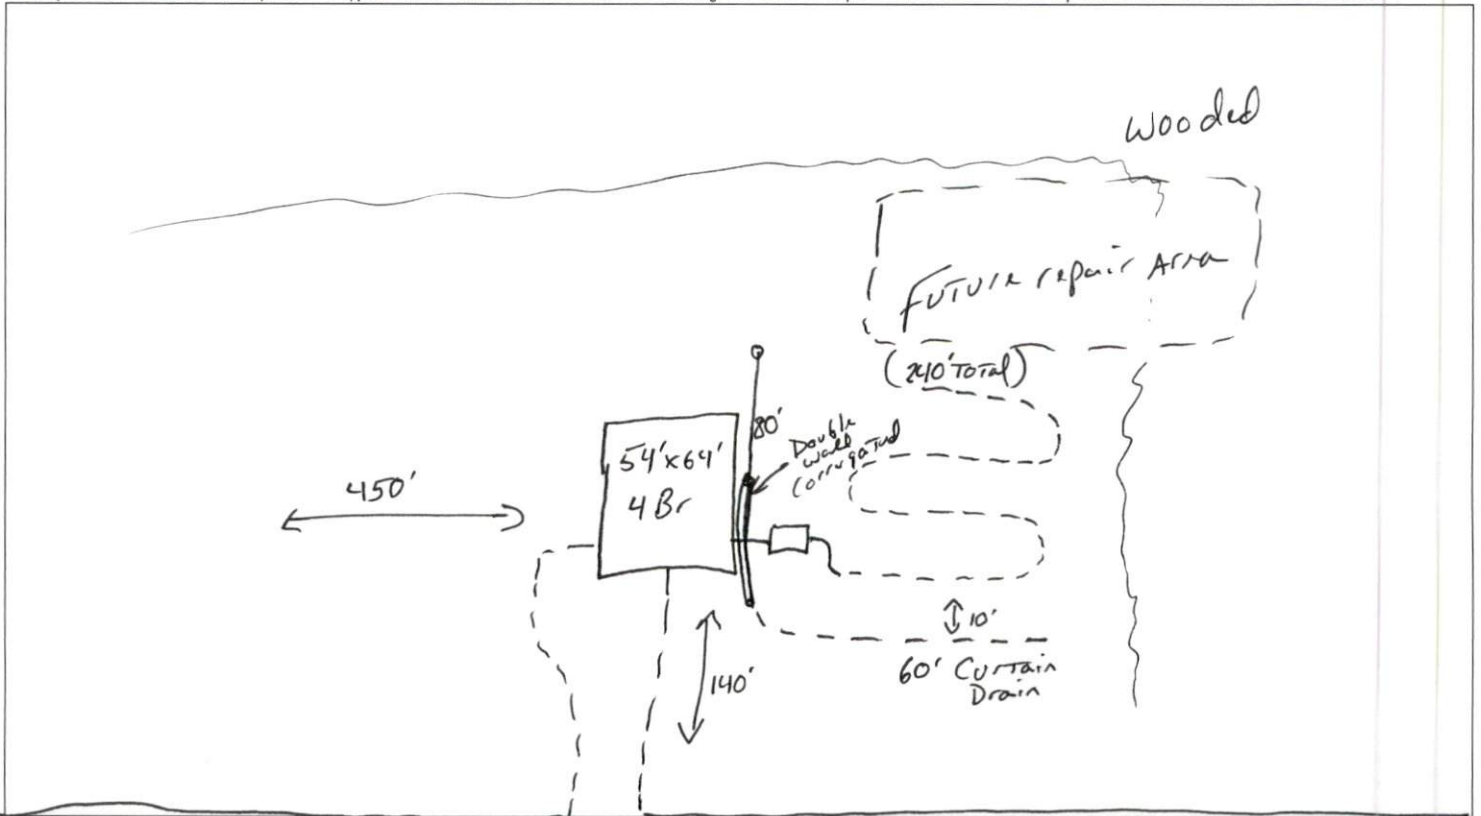 Wooded
Future repair Area
(240' Total)
80'
Double
wall
Corrugated
54'x64'
4 Br
450'
10'
60' Curtain
Drain
140'